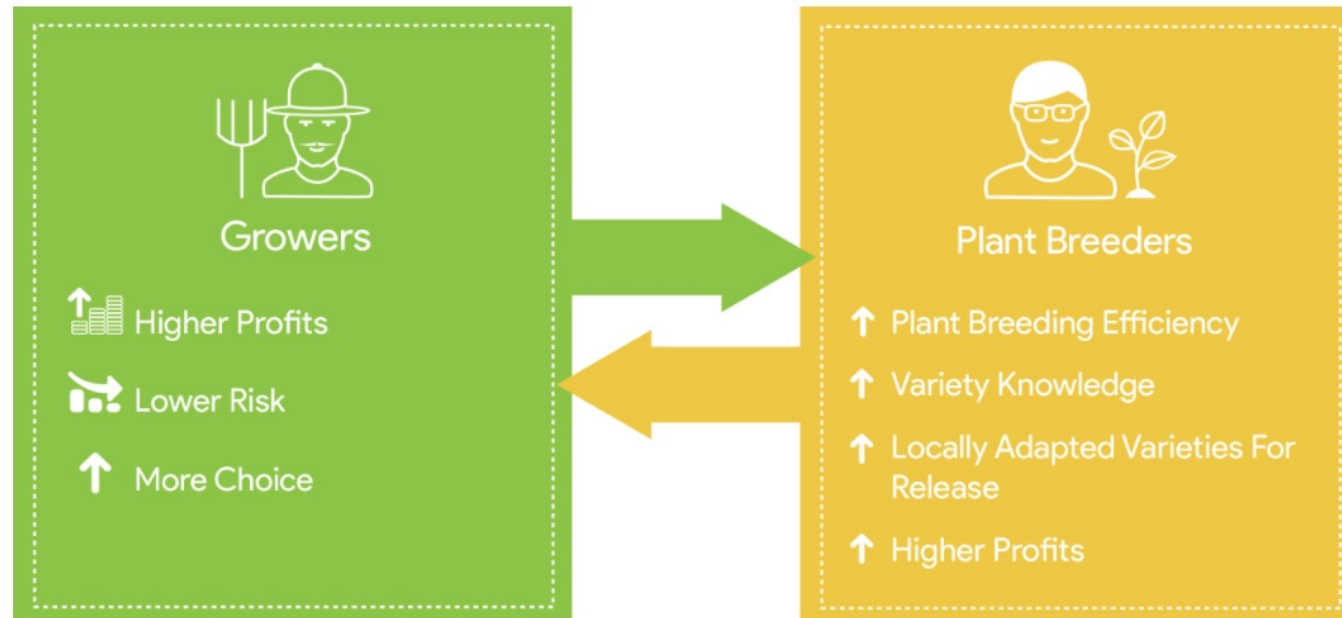 Growers
Higher Profits
Lower Risk
More Choice
Plant Breeders
Plant Breeding Efficiency
Variety Knowledge
Locally Adapted Varieties For
Release
Higher Profits